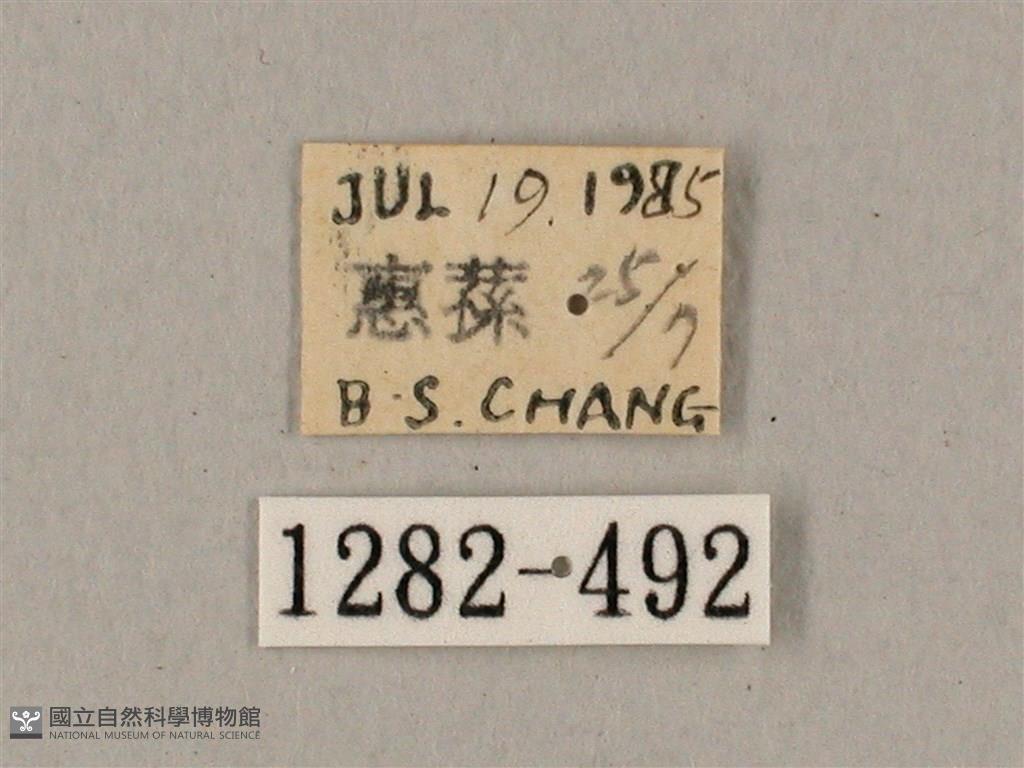 JUL 19. 1985
惠蓀 25/7
B.S. CHANG
1282-492
國立自然科學博物館
NATIONAL MUSEUM OF NATURAL SCIENCE